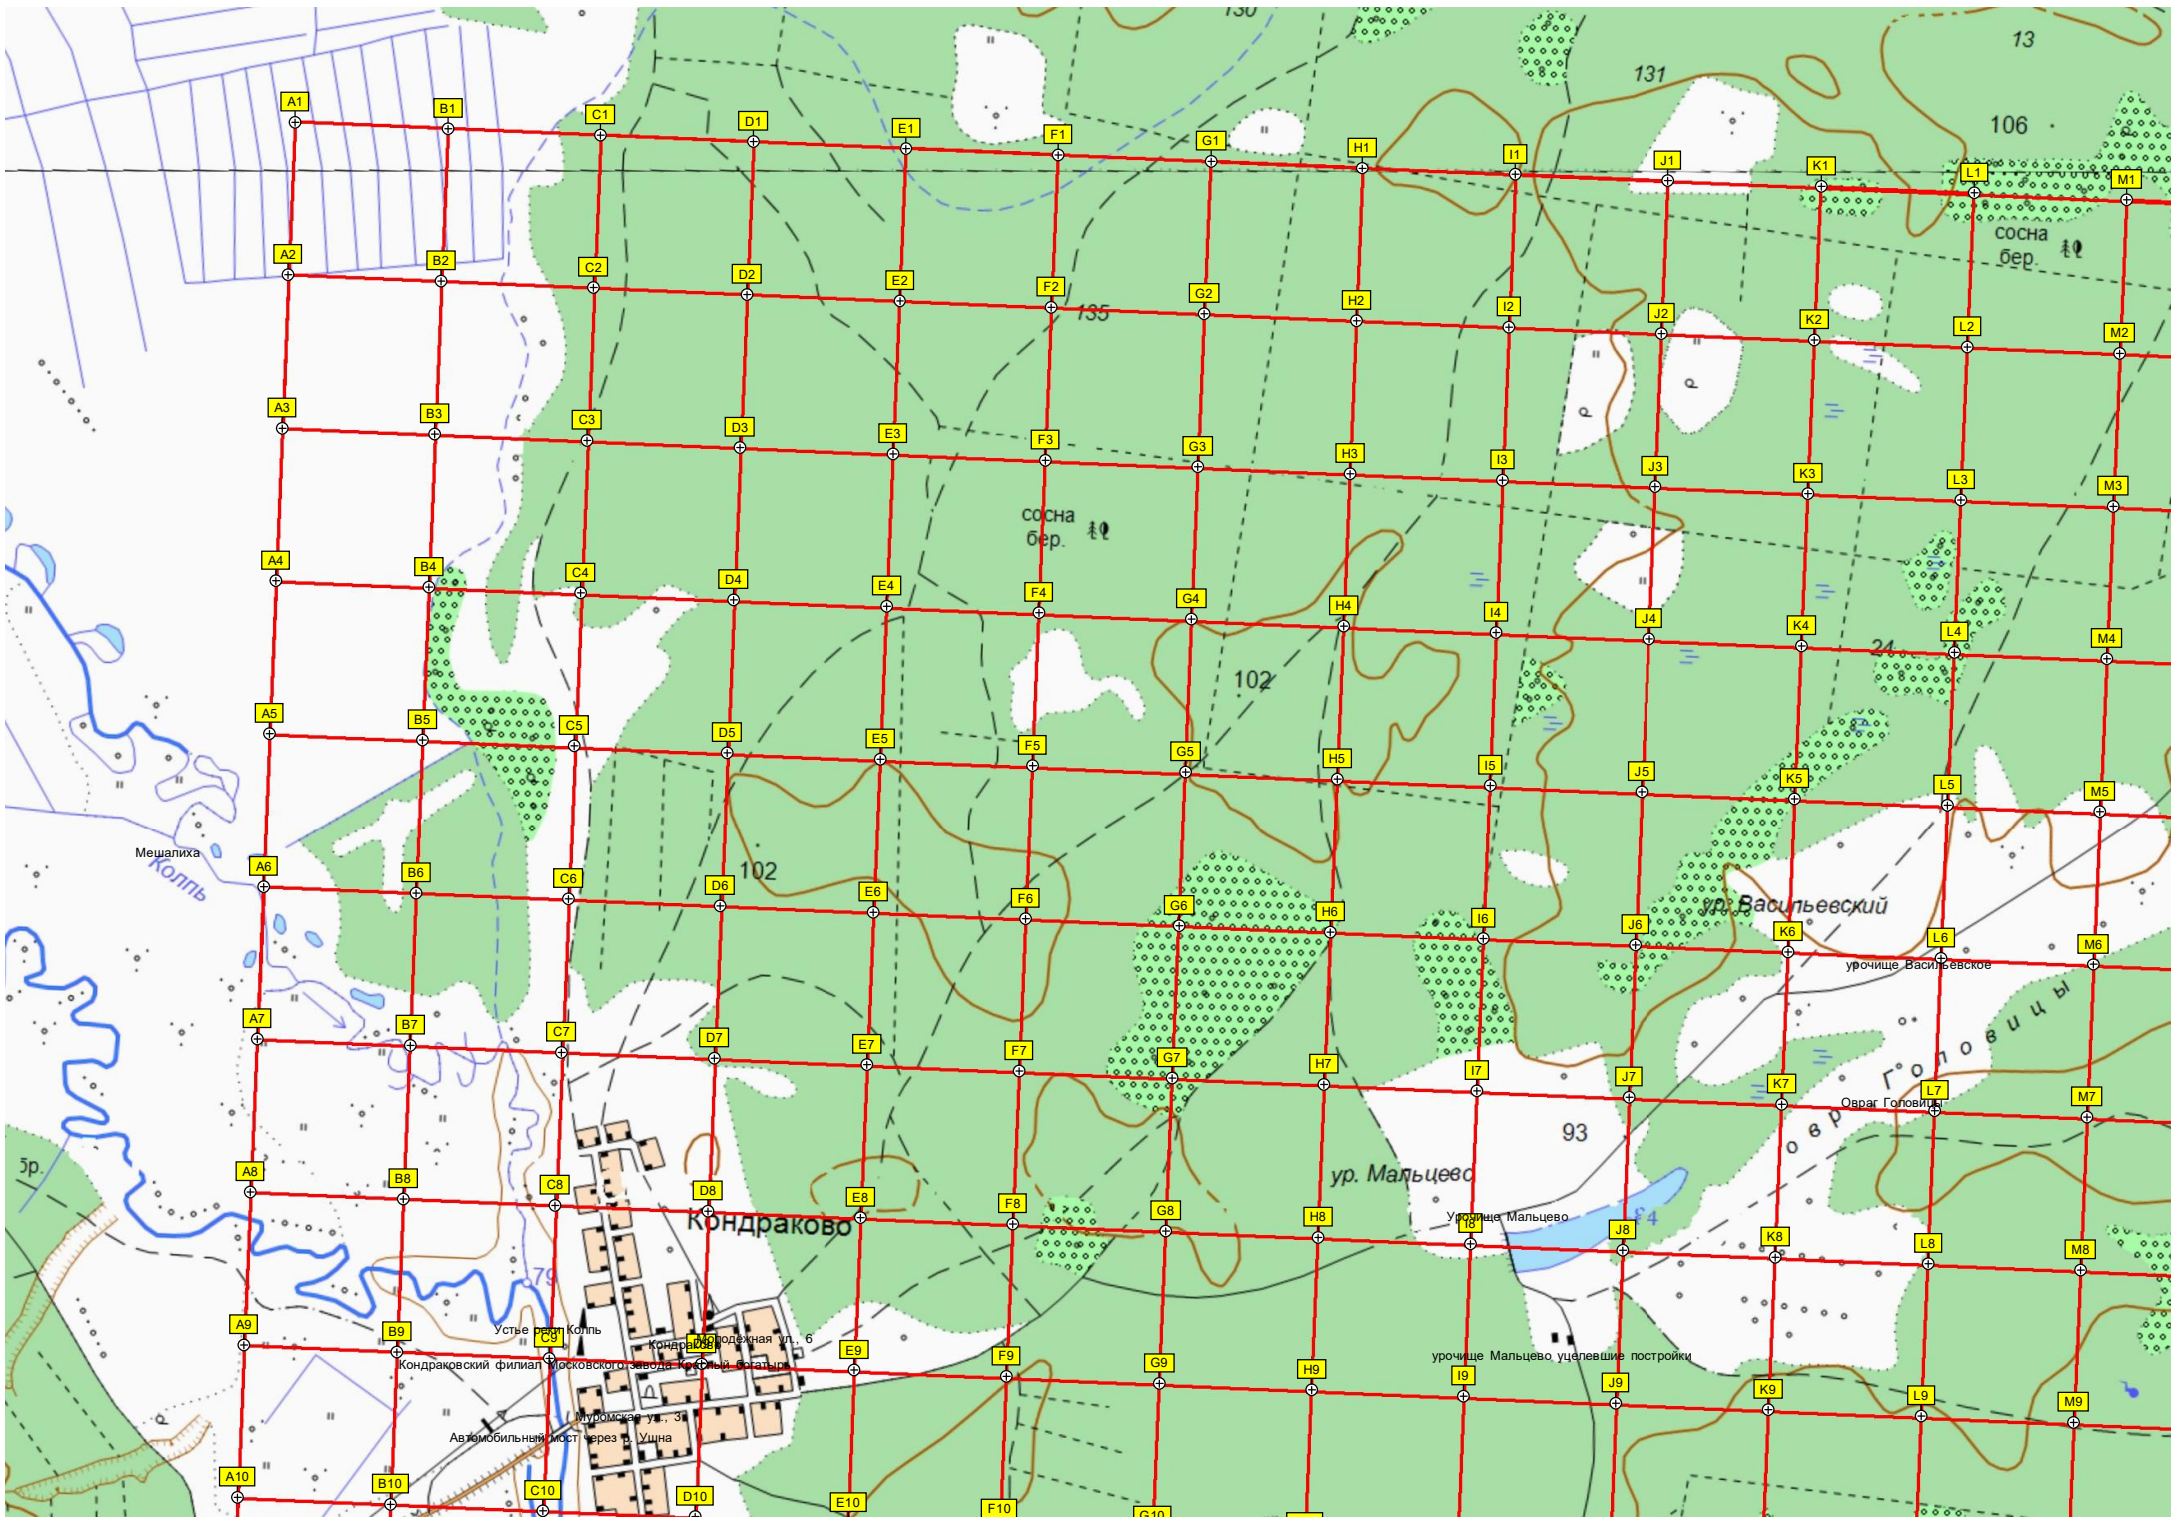 130
13
131
106
A1 B1 C1 D1 E1 F1 G1 H1 I1 J1 K1 L1 M1
сосна
бер.
A2 B2 C2 D2 E2 F2 G2 H2 I2 J2 K2 L2 M2
135
р
р
A3 B3 C3 D3 E3 F3 G3 H3 I3 J3 K3 L3 M3
сосна
бер.
A4 B4 C4 D4 E4 F4 G4 H4 I4 J4 K4 L4 M4
24
102
A5 B5 C5 D5 E5 F5 G5 H5 I5 J5 K5 L5 M5
Мешалиха
Колпь
102
A6 B6 C6 D6 E6 F6 G6 H6 I6 J6 K6 L6 M6
ур. Васильевский
урочище Васильевское
A7 B7 C7 D7 E7 F7 G7 H7 I7 J7 K7 L7 M7
овр. Головицы
Овраг Головицы
93
ур. Мальцево
бр.
A8 B8 C8 D8 E8 F8 G8 H8 I8 J8 K8 L8 M8
Кондраково
Урочище Мальцево
79
Устье реки Колпь
Молодёжная ул., 6
Кондраково
A9 B9 C9 D9 E9 F9 G9 H9 I9 J9 K9 L9 M9
Кондраковский филиал Московского завода Красный богатырь
урочище Мальцево уцелевшие постройки
р
Муромская ул., 3
Автомобильный мост через р. Ушна
A10 B10 C10 D10 E10 F10 G10